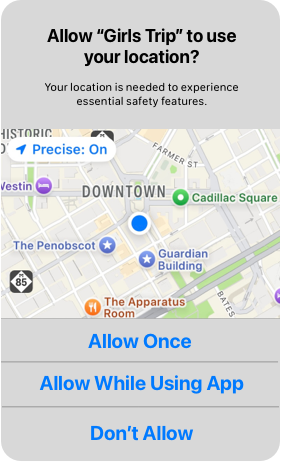 Allow “Girls Trip” to use
your location?
Your location is needed to experience
essential safety features.
HISTORIC
Precise: On
FARMER ST
Westin
DOWNTOWN
Cadillac Square
The Penobscot
Guardian
Building
85
The Apparatus
Room
BATES
Allow Once
Allow While Using App
Don’t Allow